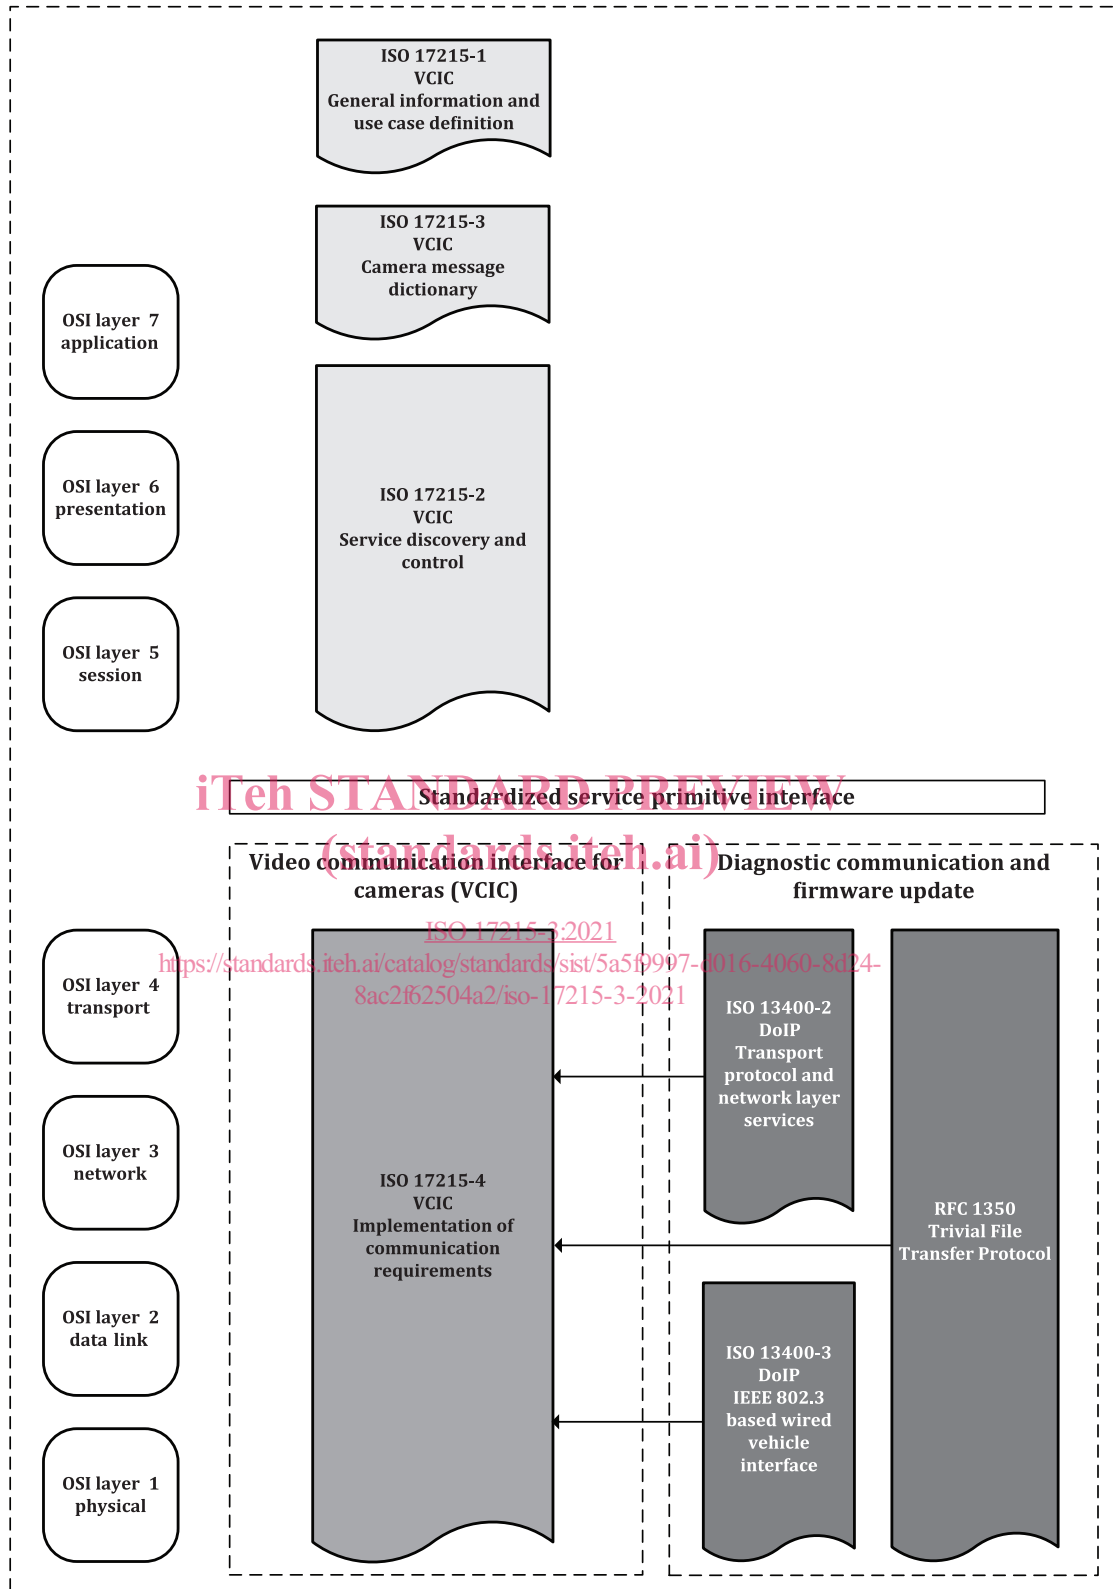 ISO 17215-1
VCIC
General information and
use case definition
ISO 17215-3
VCIC
Camera message
dictionary
OSI layer 7
application
OSI layer 6
presentation
ISO 17215-2
VCIC
Service discovery and
control
OSI layer 5
session
iTeh STANDARD PREVIEW
Standardized service primitive interface
(standards.iteh.ai)
Video communication interface for
cameras (VCIC)
Diagnostic communication and
firmware update
ISO 17215-3:2021
https://standards.iteh.ai/catalog/standards/sist/5a5f9997-d016-4060-8d24-
8ac2f62504a2/iso-17215-3-2021
OSI layer 4
transport
ISO 13400-2
DoIP
Transport
protocol and
network layer
services
OSI layer 3
network
ISO 17215-4
VCIC
Implementation of
communication
requirements
RFC 1350
Trivial File
Transfer Protocol
OSI layer 2
data link
ISO 13400-3
DoIP
IEEE 802.3
based wired
vehicle
interface
OSI layer 1
physical